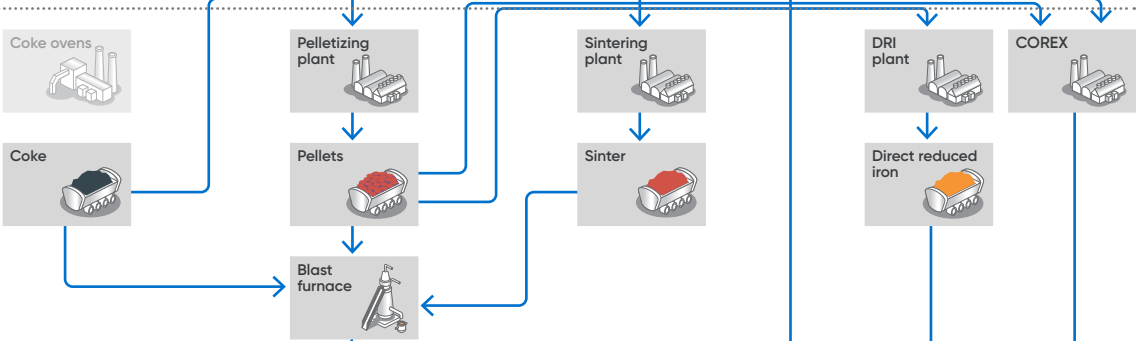 Coke ovens
Pelletizing
plant
Sintering
plant
DRI
plant
COREX
Coke
Pellets
Sinter
Direct reduced
iron
Blast
furnace